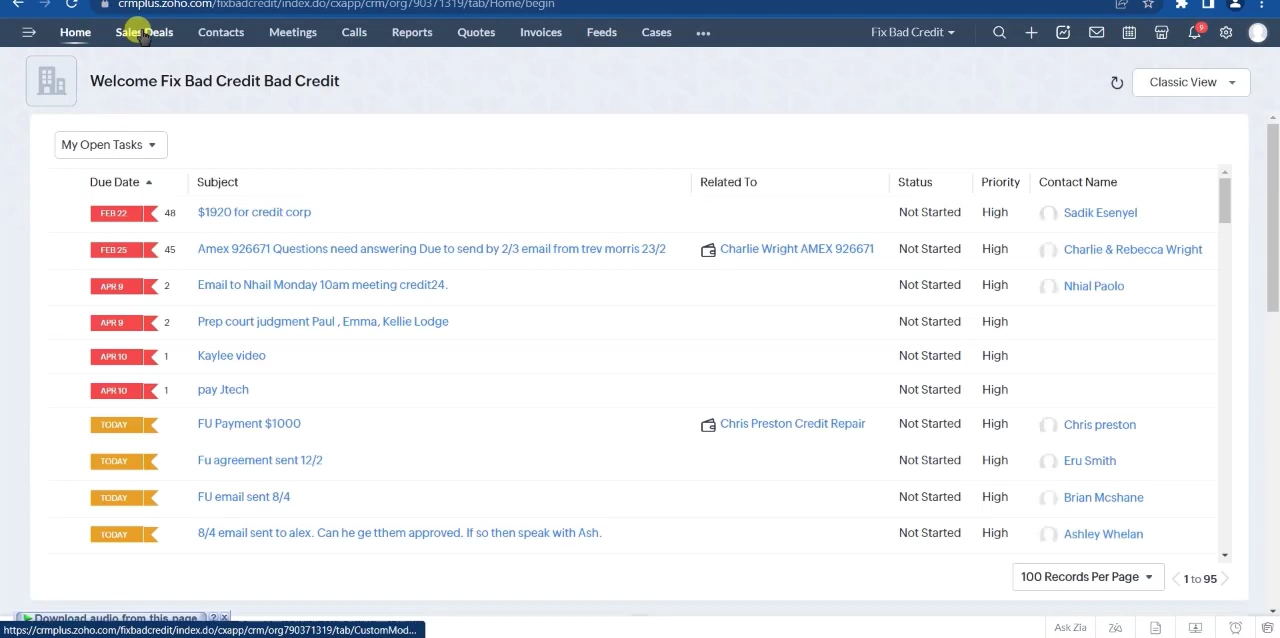 crmplus.zoho.com/fixbadcredit/index.do/cxapp/crm/org790371319/tab/Home/begin
Home Sales Deals Contacts Meetings Calls Reports Quotes Invoices Feeds Cases ••• Fix Bad Credit 9
Welcome Fix Bad Credit Bad Credit Classic View
My Open Tasks
Due Date Subject Related To Status Priority Contact Name
FEB 22 48 $1920 for credit corp Not Started High Sadik Esenyel
FEB 25 45 Amex 926671 Questions need answering Due to send by 2/3 email from trev morris 23/2 Charlie Wright AMEX 926671 Not Started High Charlie & Rebecca Wright
APR 9 2 Email to Nhail Monday 10am meeting credit24. Not Started High Nhial Paolo
APR 9 2 Prep court judgment Paul , Emma, Kellie Lodge Not Started High
APR 10 1 Kaylee video Not Started High
APR 10 1 pay Jtech Not Started High
TODAY FU Payment $1000 Chris Preston Credit Repair Not Started High Chris preston
TODAY Fu agreement sent 12/2 Not Started High Eru Smith
TODAY FU email sent 8/4 Not Started High Brian Mcshane
TODAY 8/4 email sent to alex. Can he ge tthem approved. If so then speak with Ash. Not Started High Ashley Whelan
100 Records Per Page 1 to 95
Download audio from this page ? x
https://crmplus.zoho.com/fixbadcredit/index.do/cxapp/crm/org790371319/tab/CustomMod... Ask Zia